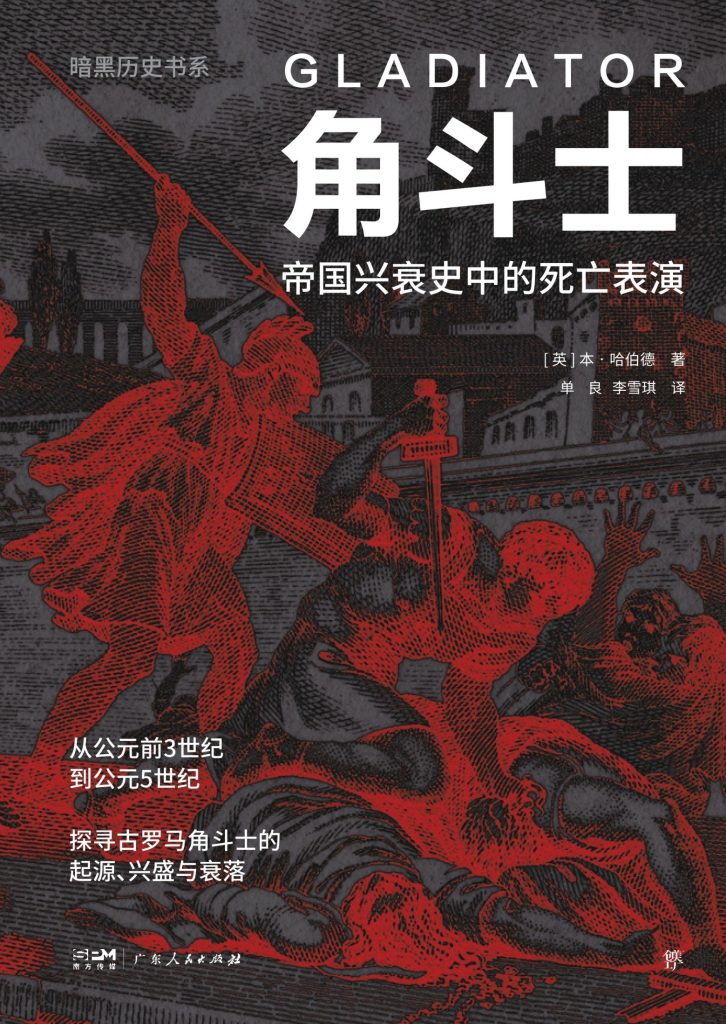 暗黑历史书系
GLADIATOR
角斗士
帝国兴衰史中的死亡表演
[英]本·哈伯德 著
单 良 李雪琪 译
从公元前3世纪
到公元5世纪
探寻古罗马角斗士的
起源、兴盛与衰落
SPM
南方传媒
广东人民出版社